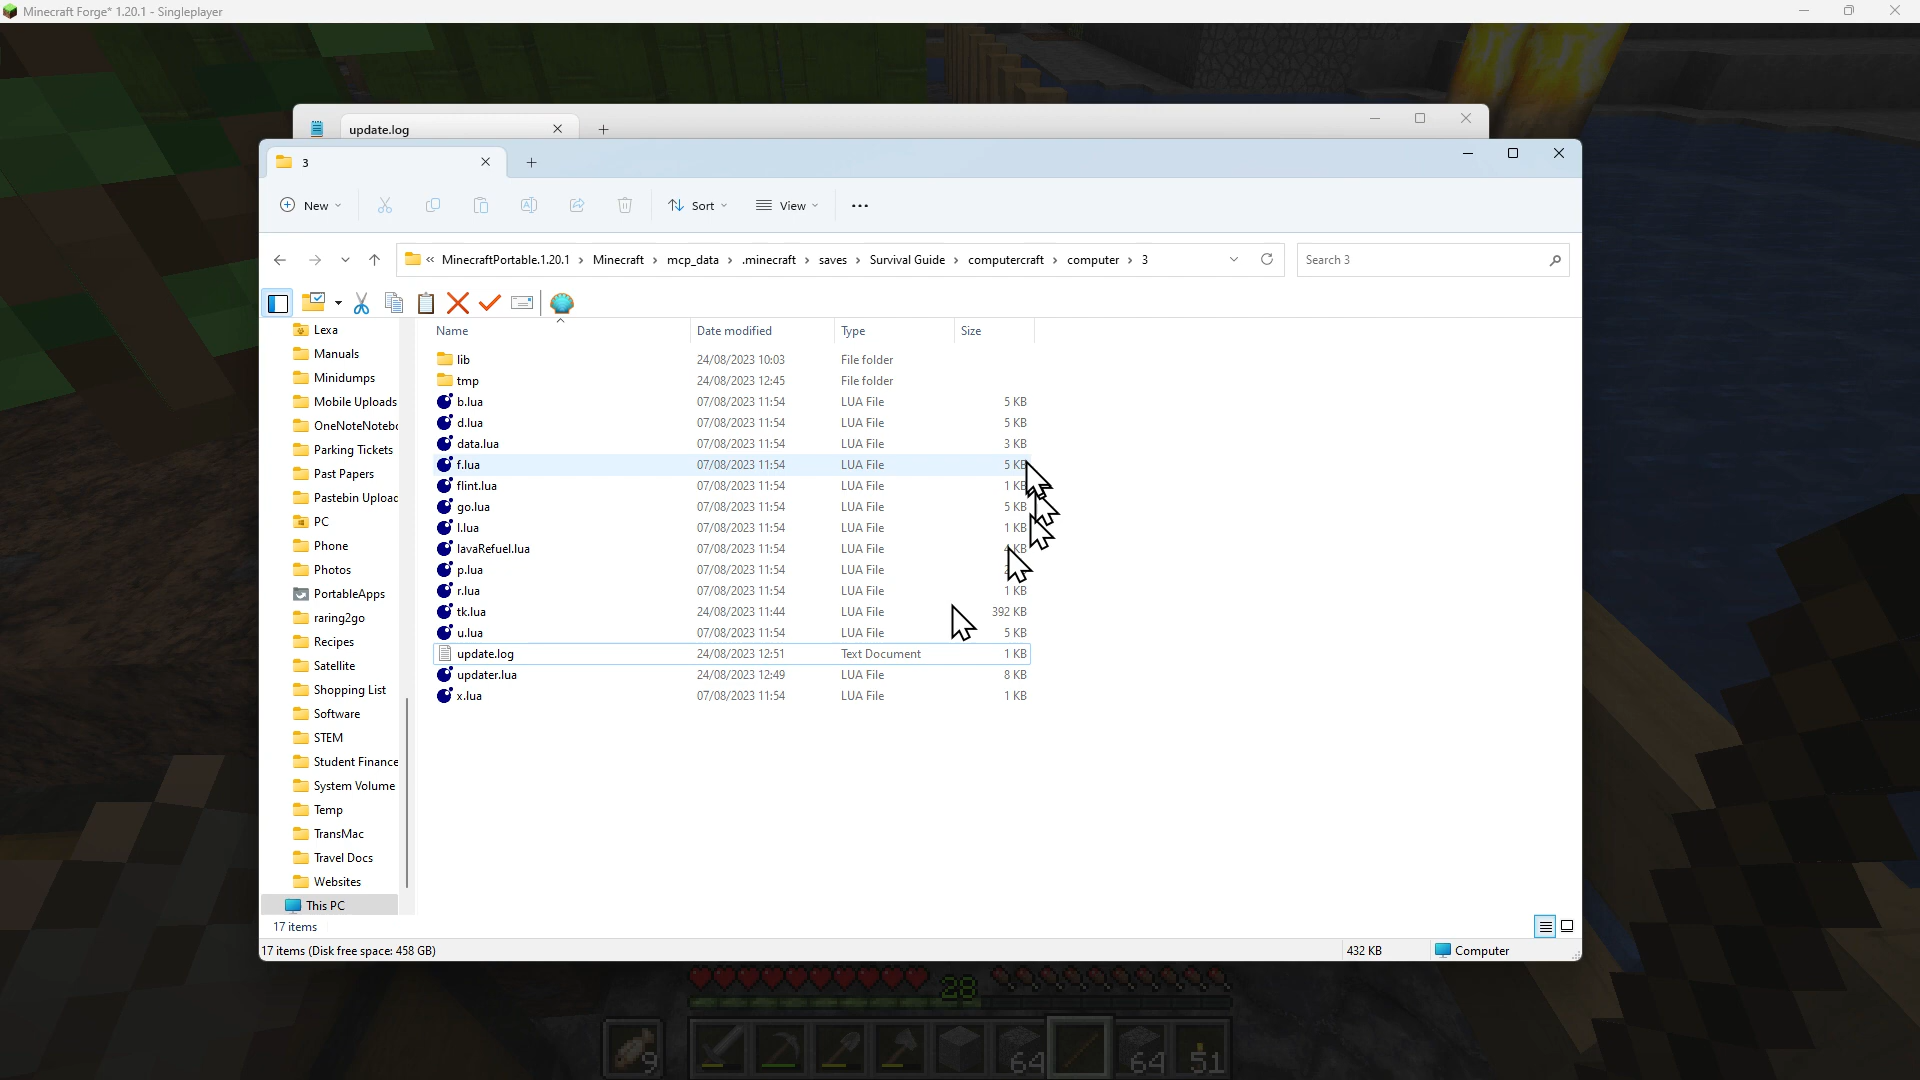 Minecraft Forge* 1.20.1 - Singleplayer
update.log
3
New
Sort
View
« MinecraftPortable.1.20.1 > Minecraft > mcp_data > .minecraft > saves > Survival Guide > computercraft > computer > 3
Search 3
Name Date modified Type Size
Lexa
Manuals
Minidumps
Mobile Uploads
OneNoteNoteb
Parking Tickets
Past Papers
Pastebin Upload
PC
Phone
Photos
PortableApps
raring2go
Recipes
Satellite
Shopping List
Software
STEM
Student Finance
System Volume
Temp
TransMac
Travel Docs
Websites
This PC
lib 24/08/2023 10:03 File folder
tmp 24/08/2023 12:45 File folder
b.lua 07/08/2023 11:54 LUA File 5 KB
d.lua 07/08/2023 11:54 LUA File 5 KB
data.lua 07/08/2023 11:54 LUA File 3 KB
f.lua 07/08/2023 11:54 LUA File 5 KB
flint.lua 07/08/2023 11:54 LUA File 1 KB
go.lua 07/08/2023 11:54 LUA File 5 KB
l.lua 07/08/2023 11:54 LUA File 1 KB
lavaRefuel.lua 07/08/2023 11:54 LUA File 4 KB
p.lua 07/08/2023 11:54 LUA File
r.lua 07/08/2023 11:54 LUA File 1 KB
tk.lua 24/08/2023 11:44 LUA File 392 KB
u.lua 07/08/2023 11:54 LUA File 5 KB
update.log 24/08/2023 12:51 Text Document 1 KB
updater.lua 24/08/2023 12:49 LUA File 8 KB
x.lua 07/08/2023 11:54 LUA File 1 KB
17 items
17 items (Disk free space: 458 GB) 432 KB Computer
28
9 64 64 51